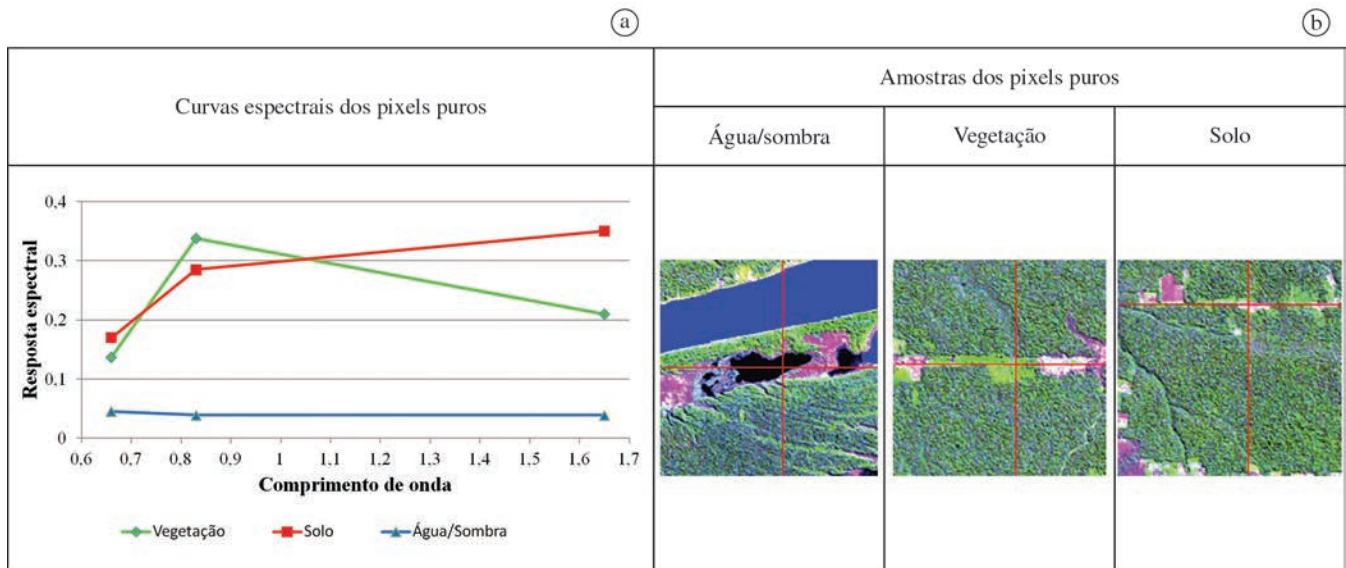 a
b
Curvas espectrais dos pixels puros
Amostras dos pixels puros
Água/sombra
Vegetação
Solo
Resposta espectral
0,4
0,3
0,2
0,1
0
0,6 0,7 0,8 0,9 1 1,1 1,2 1,3 1,4 1,5 1,6 1,7
Comprimento de onda
Vegetação
Solo
Água/Sombra